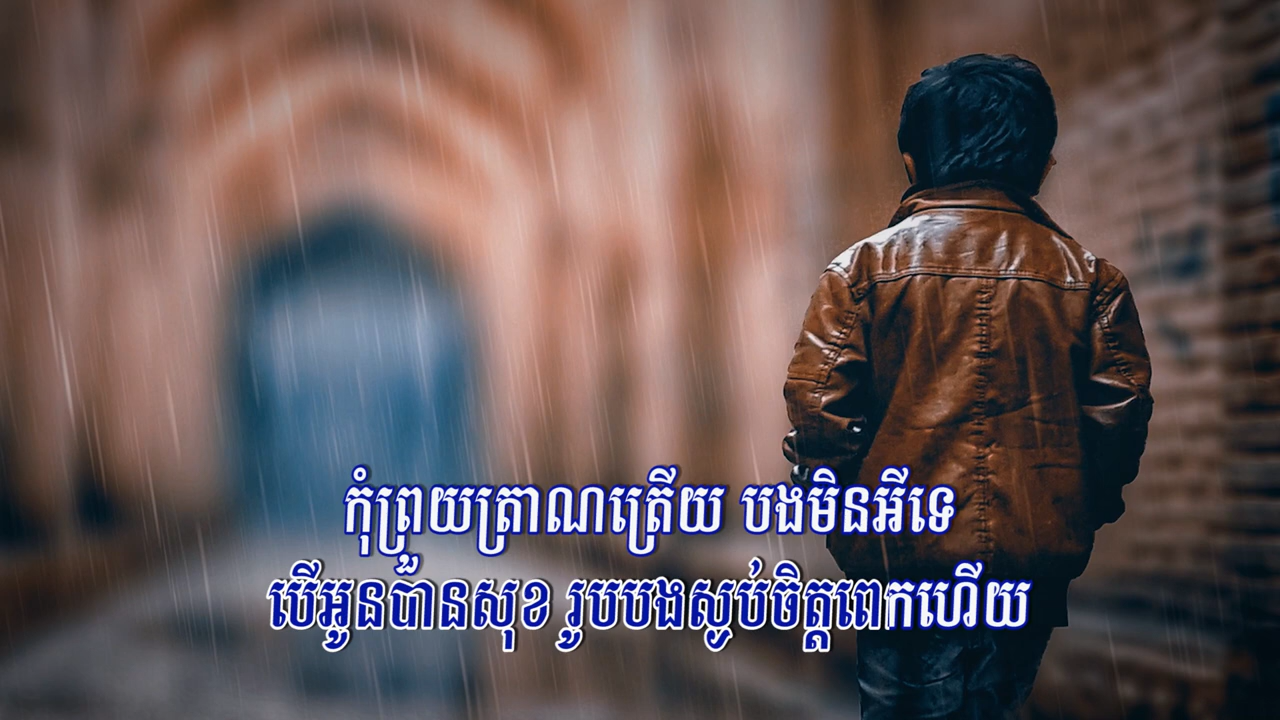 កុំព្រួយត្រាណត្រើយ បងមិនអីទេ
បើអូនបានសុខ រូបបងស្ងប់ចិត្តពេកហើយ